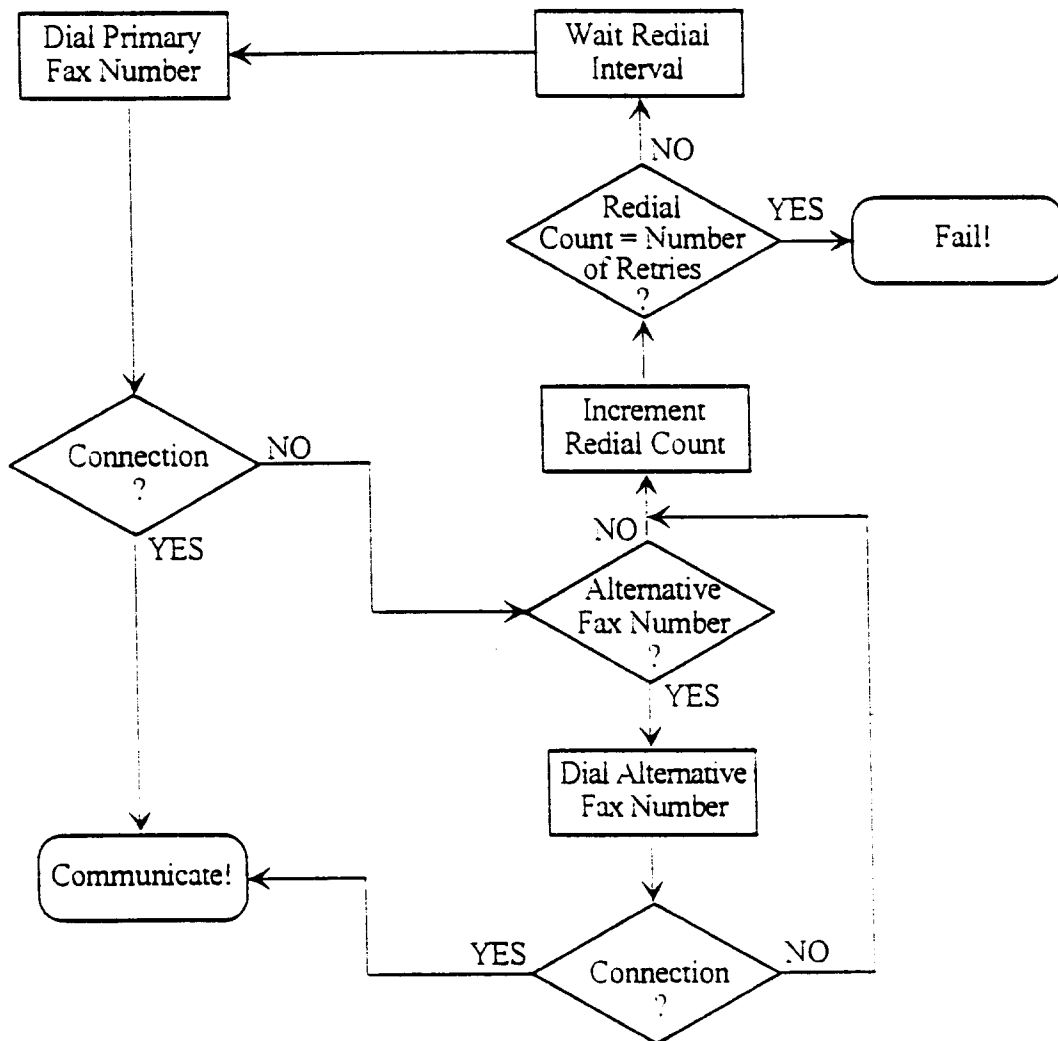 Dial Primary
Fax Number
Wait Redial
Interval
NO
Redial
Count = Number
of Retries
?
YES
Fail!
Increment
Redial Count
Connection
?
NO
YES
NO
Alternative
Fax Number
?
YES
Dial Alternative
Fax Number
Communicate!
YES
Connection
?
NO